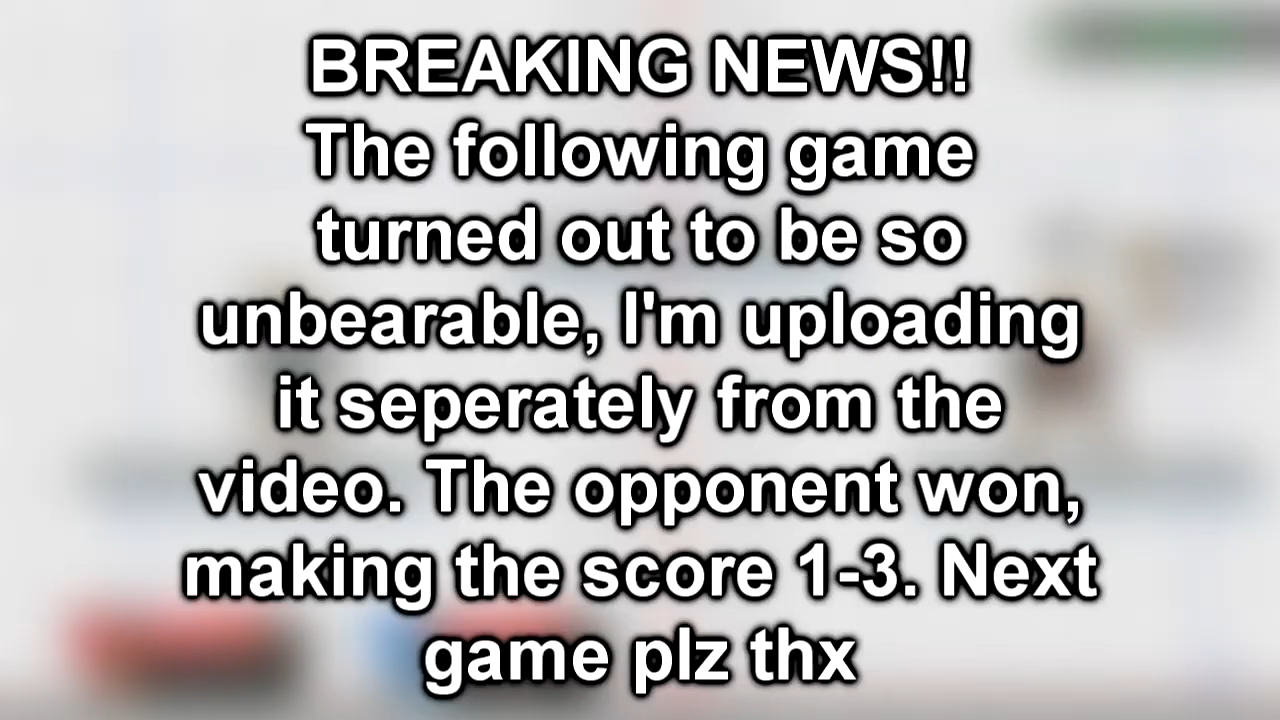 BREAKING NEWS!!
The following game
turned out to be so
unbearable, I'm uploading
it seperately from the
video. The opponent won,
making the score 1-3. Next
game plz thx